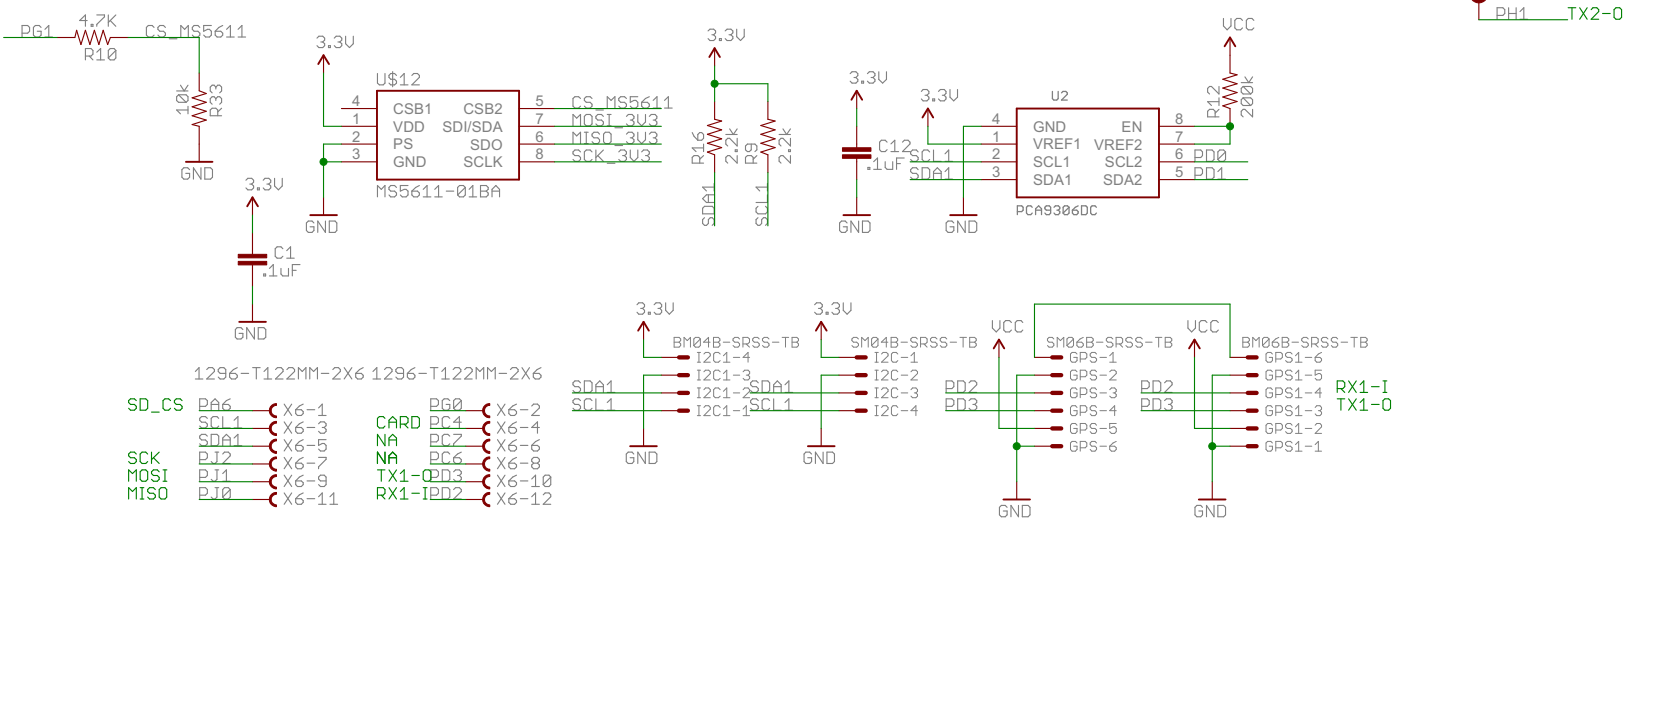 PG1
4.7K
R10
CS_MS5611
10k
R33
GND
3.3V
C1
.1uF
GND
3.3V
U$12
4 CSB1 CSB2 5 CS_MS5611
1 VDD SDI/SDA 7 MOSI_3V3
2 PS SDO 6 MISO_3V3
3 GND SCLK 8 SCK_3V3
MS5611-01BA
GND
3.3V
R16
2.2k
R9
2.2k
SDA1
SCL1
3.3V
C12
.1uF
GND
3.3V
U2
4 GND EN 8
1 VREF1 VREF2 7
SCL1 2 SCL1 SCL2 6 PD0
SDA1 3 SDA1 SDA2 5 PD1
PCA9306DC
GND
VCC
R12
200k
PH1 TX2-O
3.3V
BM04B-SRSS-TB
I2C1-4
I2C1-3
SDA1 I2C1-2
SCL1 I2C1-1
GND
3.3V
SM04B-SRSS-TB
I2C-1
I2C-2
SDA1 I2C-3
SCL1 I2C-4
GND
VCC
SM06B-SRSS-TB
GPS-1
GPS-2
PD2 GPS-3
PD3 GPS-4
GPS-5
GPS-6
GND
VCC
BM06B-SRSS-TB
GPS1-6
GPS1-5
PD2 GPS1-4 RX1-I
PD3 GPS1-3 TX1-O
GPS1-2
GPS1-1
GND
1296-T122MM-2X6
SD_CS PA6 X6-1
SCL1 X6-3
SDA1 X6-5
SCK PJ2 X6-7
MOSI PJ1 X6-9
MISO PJ0 X6-11
1296-T122MM-2X6
PG0 X6-2
CARD PC4 X6-4
NA PC7 X6-6
NA PC6 X6-8
TX1-O PD3 X6-10
RX1-I PD2 X6-12